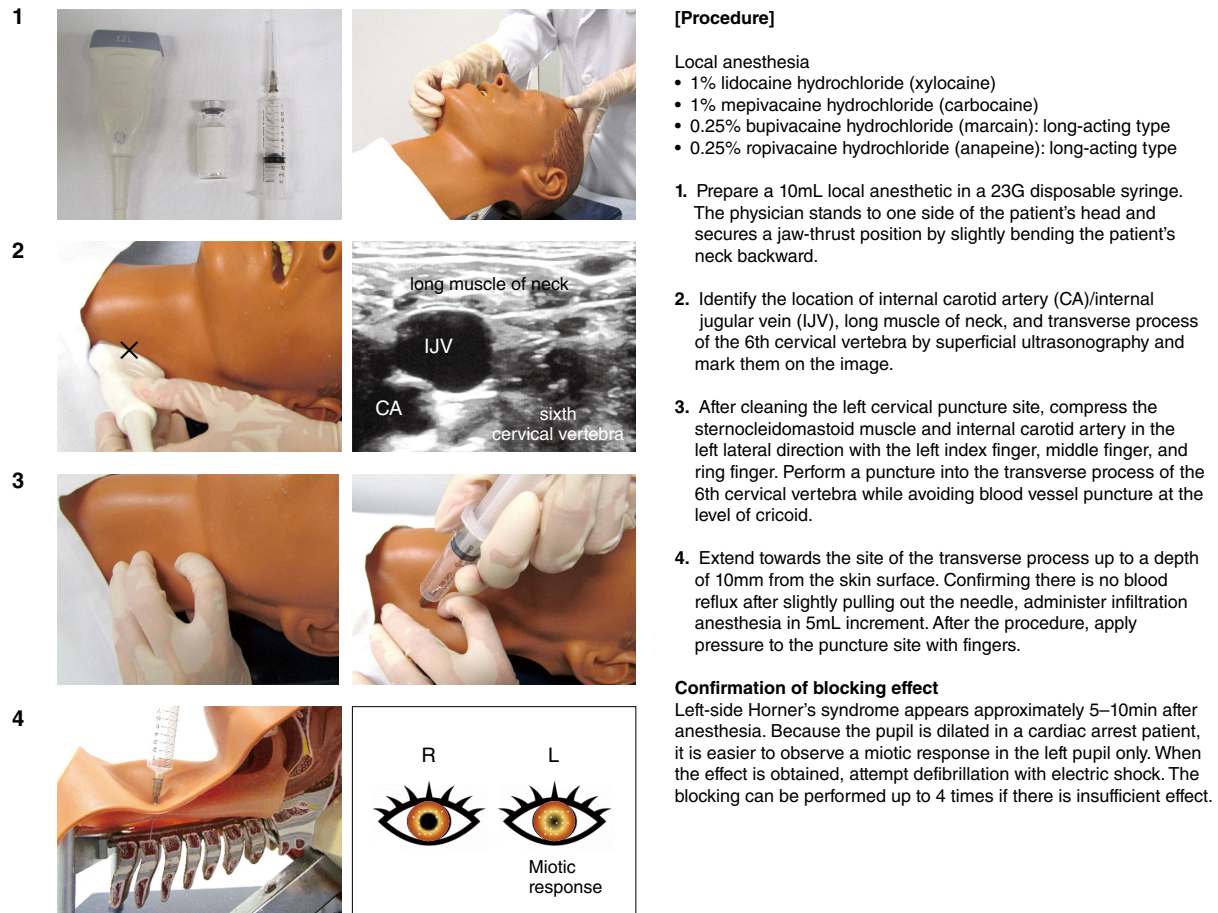 1
12L
[Procedure]
Local anesthesia
• 1% lidocaine hydrochloride (xylocaine)
• 1% mepivacaine hydrochloride (carbocaine)
• 0.25% bupivacaine hydrochloride (marcain): long-acting type
• 0.25% ropivacaine hydrochloride (anapeine): long-acting type
1. Prepare a 10mL local anesthetic in a 23G disposable syringe.
The physician stands to one side of the patient's head and
secures a jaw-thrust position by slightly bending the patient's
neck backward.
2
long muscle of neck
IJV
CA
sixth
cervical vertebra
2. Identify the location of internal carotid artery (CA)/internal
jugular vein (IJV), long muscle of neck, and transverse process
of the 6th cervical vertebra by superficial ultrasonography and
mark them on the image.
3
3. After cleaning the left cervical puncture site, compress the
sternocleidomastoid muscle and internal carotid artery in the
left lateral direction with the left index finger, middle finger, and
ring finger. Perform a puncture into the transverse process of the
6th cervical vertebra while avoiding blood vessel puncture at the
level of cricoid.
4. Extend towards the site of the transverse process up to a depth
of 10mm from the skin surface. Confirming there is no blood
reflux after slightly pulling out the needle, administer infiltration
anesthesia in 5mL increment. After the procedure, apply
pressure to the puncture site with fingers.
4
R
L
Miotic
response
Confirmation of blocking effect
Left-side Horner's syndrome appears approximately 5–10min after
anesthesia. Because the pupil is dilated in a cardiac arrest patient,
it is easier to observe a miotic response in the left pupil only. When
the effect is obtained, attempt defibrillation with electric shock. The
blocking can be performed up to 4 times if there is insufficient effect.